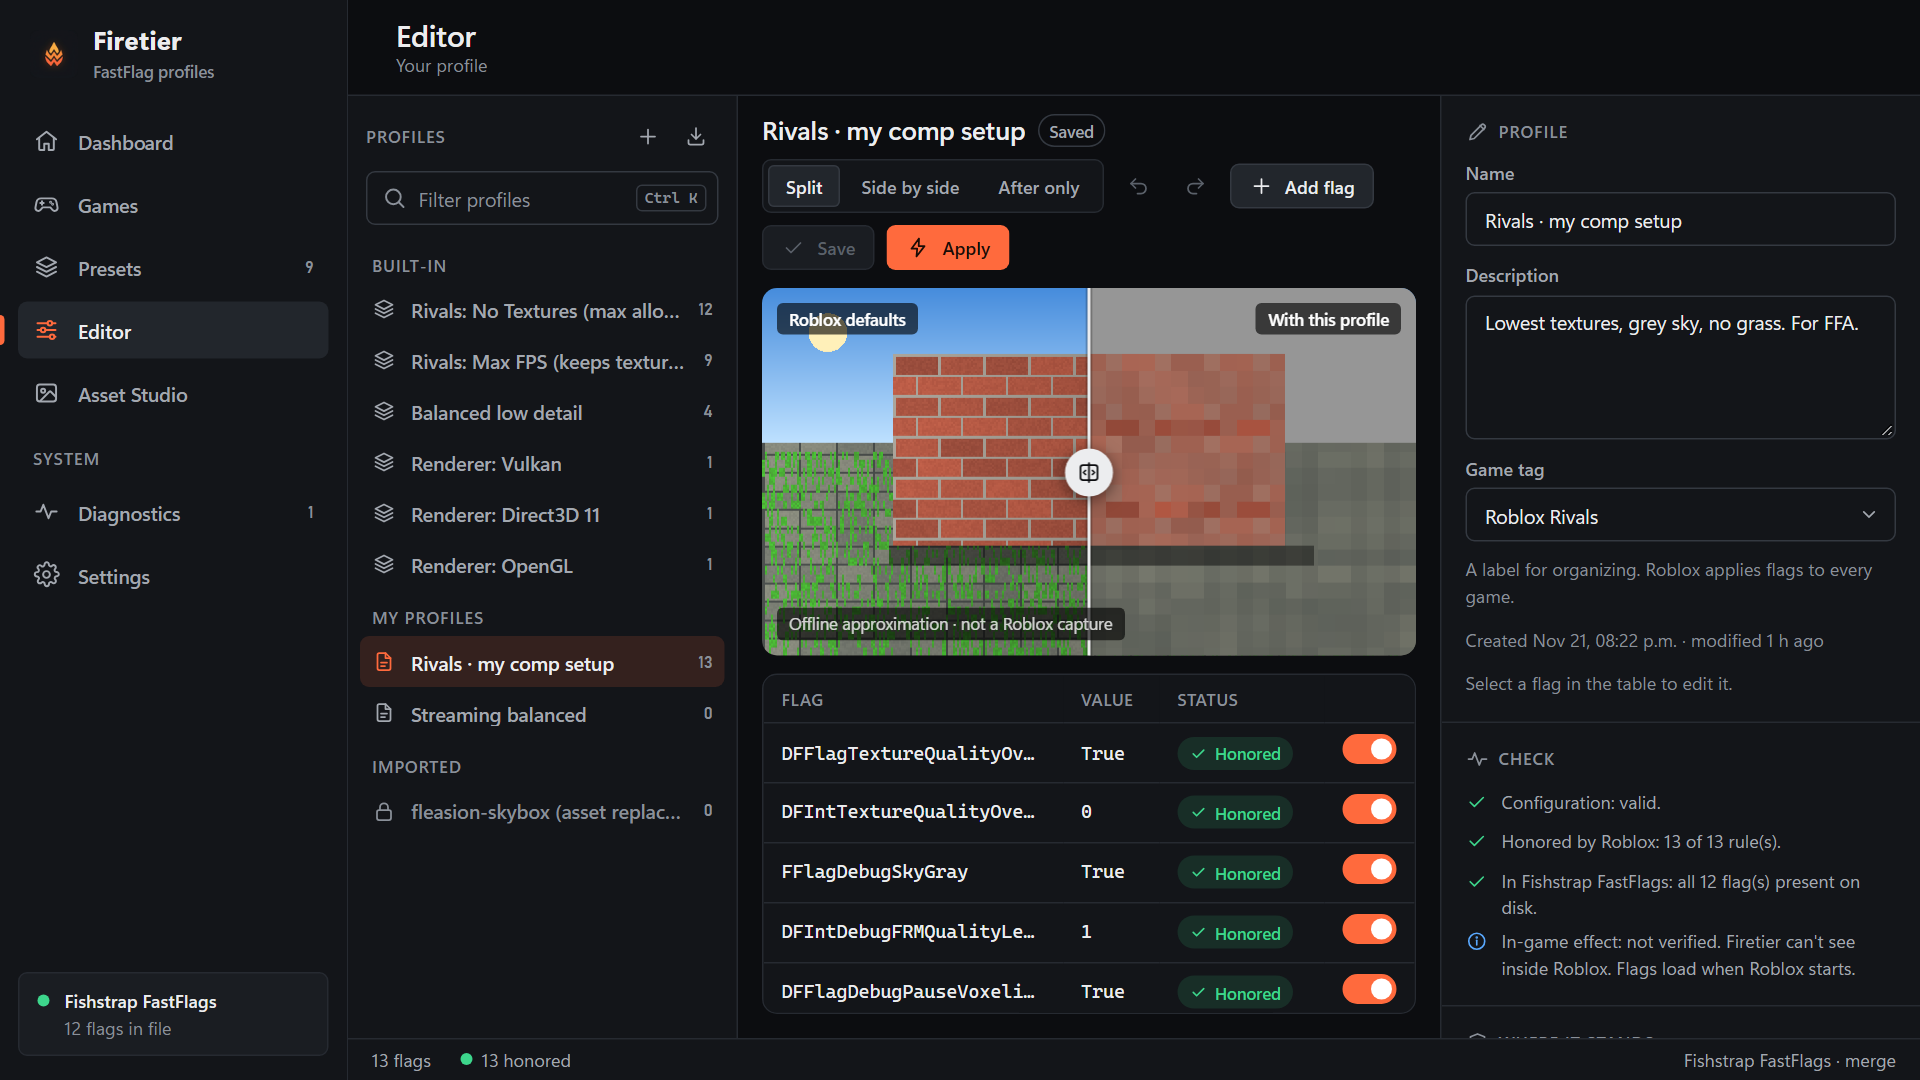 Firetier
FastFlag profiles
Dashboard
Games
Presets 9
Editor
Asset Studio
SYSTEM
Diagnostics 1
Settings
Fishstrap FastFlags
12 flags in file
Editor
Your profile
PROFILES
Filter profiles Ctrl K
BUILT-IN
Rivals: No Textures (max allo... 12
Rivals: Max FPS (keeps textur... 9
Balanced low detail 4
Renderer: Vulkan 1
Renderer: Direct3D 11 1
Renderer: OpenGL 1
MY PROFILES
Rivals · my comp setup 13
Streaming balanced 0
IMPORTED
fleasion-skybox (asset replac... 0
Rivals · my comp setup Saved
Split Side by side After only Add flag
Save Apply
Roblox defaults With this profile
Offline approximation · not a Roblox capture
FLAG VALUE STATUS
DFFlagTextureQualityOv… True Honored
DFIntTextureQualityOve… 0 Honored
FFlagDebugSkyGray True Honored
DFIntDebugFRMQualityLe… 1 Honored
DFFlagDebugPauseVoxeli… True Honored
PROFILE
Name
Rivals · my comp setup
Description
Lowest textures, grey sky, no grass. For FFA.
Game tag
Roblox Rivals
A label for organizing. Roblox applies flags to every
game.
Created Nov 21, 08:22 p.m. · modified 1 h ago
Select a flag in the table to edit it.
CHECK
Configuration: valid.
Honored by Roblox: 13 of 13 rule(s).
In Fishstrap FastFlags: all 12 flag(s) present on
disk.
In-game effect: not verified. Firetier can't see
inside Roblox. Flags load when Roblox starts.
13 flags 13 honored
Fishstrap FastFlags · merge